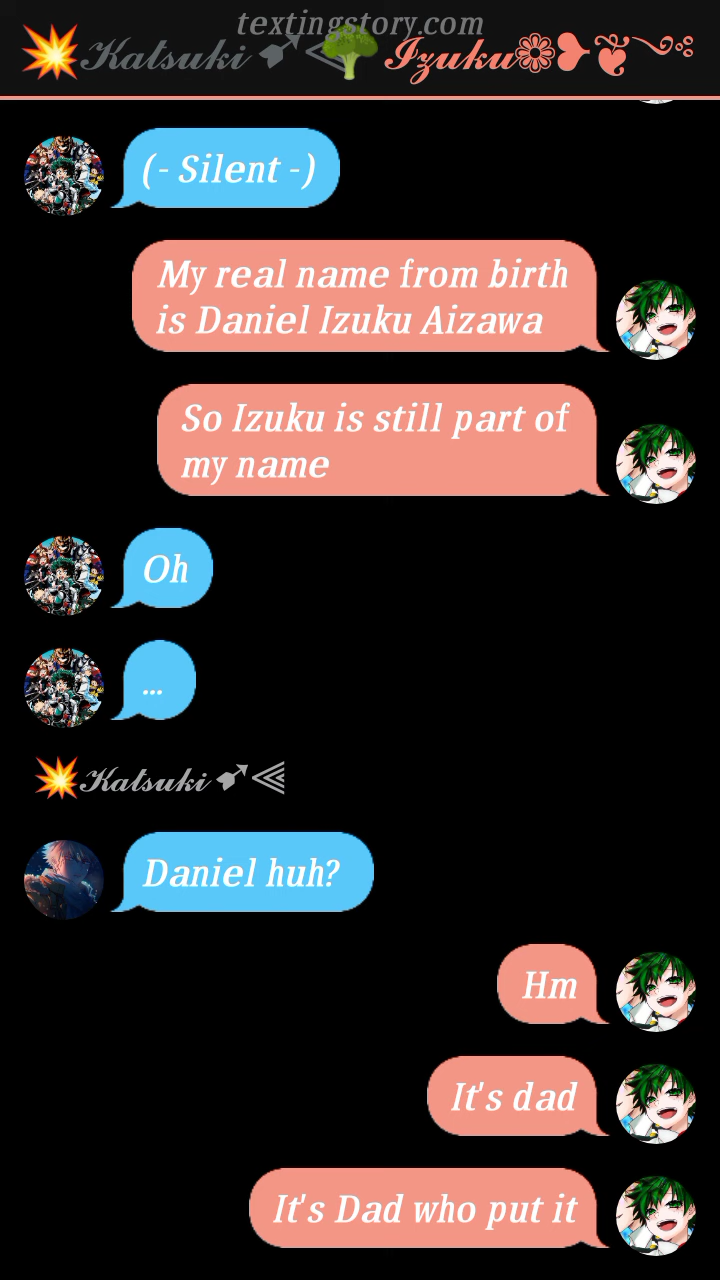 textingstory.com
💥𝓚𝓪𝓽𝓼𝓾𝓴𝓲 ➶⫷ 🥦 𝓘𝔃𝓾𝓴𝓾❁❥❦
(- Silent -)
My real name from birth
is Daniel Izuku Aizawa
So Izuku is still part of
my name
Oh
...
💥𝓚𝓪𝓽𝓼𝓾𝓴𝓲 ➶⫷
Daniel huh?
Hm
It's dad
It's Dad who put it